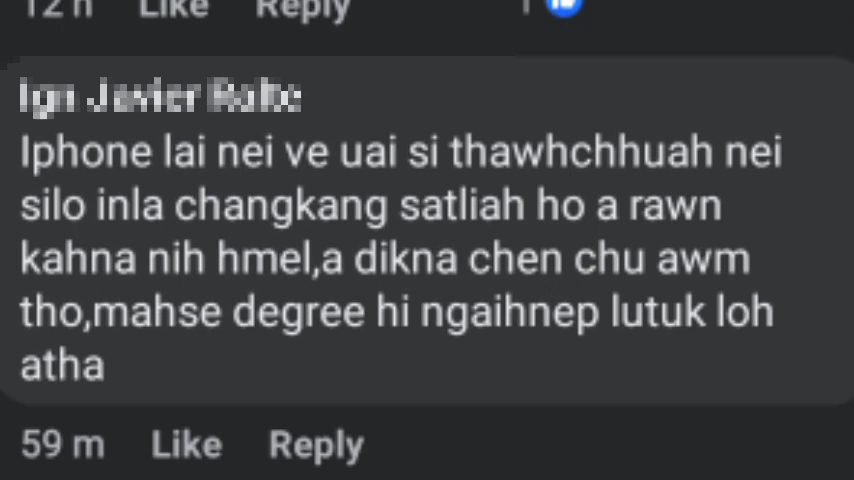 12 h Like Reply 1
Ign Javier Ralte
Iphone lai nei ve uai si thawhchhuah nei
silo inla changkang satliah ho a rawn
kahna nih hmel,a dikna chen chu awm
tho,mahse degree hi ngaihnep lutuk loh
atha
59 m Like Reply